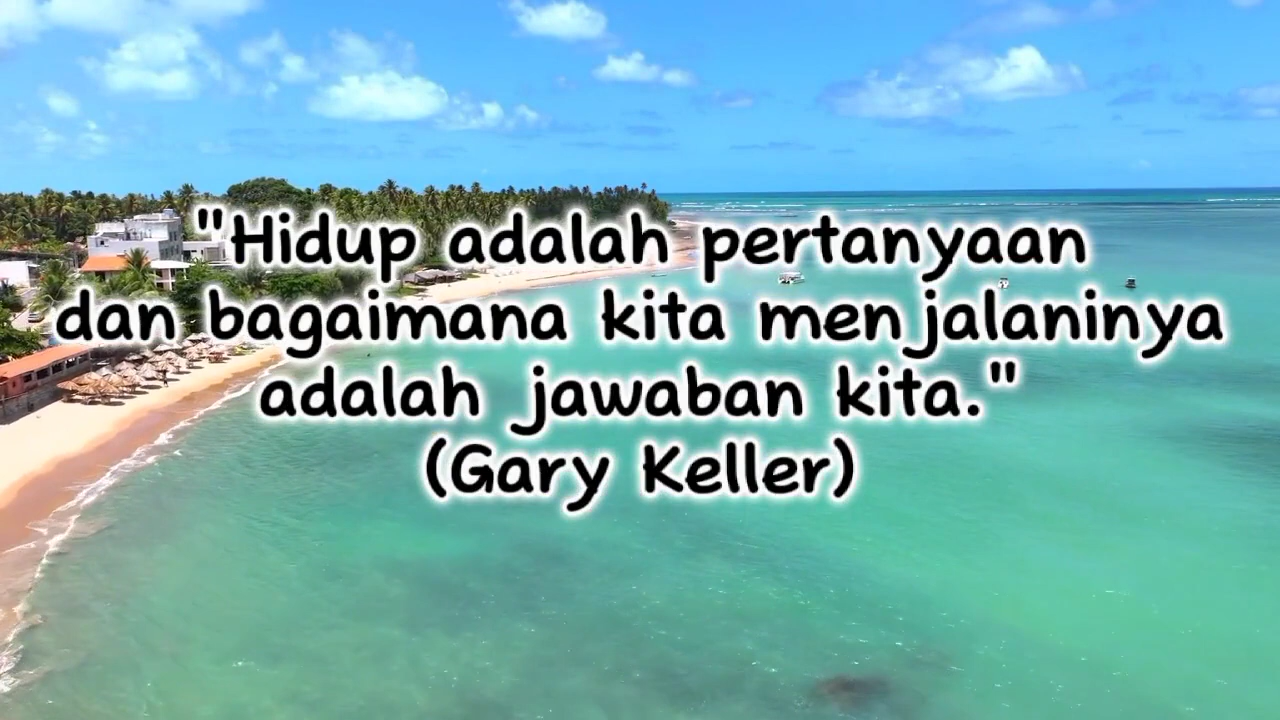 "Hidup adalah pertanyaan
dan bagaimana kita menjalaninya
adalah jawaban kita."
(Gary Keller)